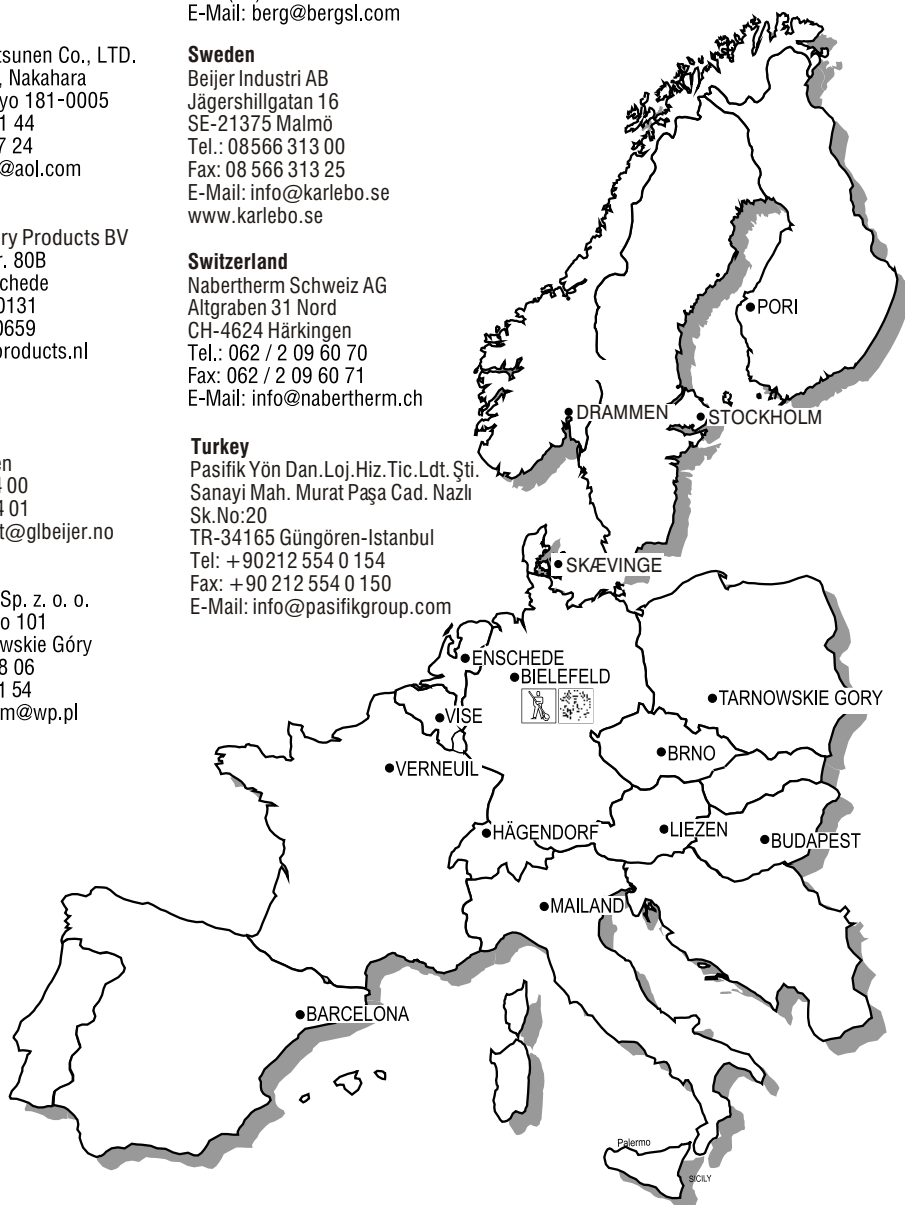 E-Mail: berg@bergsl.com
tsunen Co., LTD.
, Nakahara
yo 181-0005
1 44
7 24
@aol.com
ry Products BV
r. 80B
chede
0131
0659
products.nl
en
4 00
4 01
t@glbeijer.no
Sp. z. o. o.
o 101
wskie Góry
8 06
1 54
m@wp.pl
Sweden
Beijer Industri AB
Jägershillgatan 16
SE-21375 Malmö
Tel.: 08 566 313 00
Fax: 08 566 313 25
E-Mail: info@karlebo.se
www.karlebo.se
Switzerland
Nabertherm Schweiz AG
Altgraben 31 Nord
CH-4624 Härkingen
Tel.: 062 / 2 09 60 70
Fax: 062 / 2 09 60 71
E-Mail: info@nabertherm.ch
Turkey
Pasifik Yön Dan.Loj.Hiz.Tic.Ldt. Şti.
Sanayi Mah. Murat Paşa Cad. Nazlı
Sk.No:20
TR-34165 Güngören-Istanbul
Tel: +90 212 554 0 154
Fax: +90 212 554 0 150
E-Mail: info@pasifikgroup.com
PORI
DRAMMEN
STOCKHOLM
SKÆVINGE
ENSCHEDE
BIELEFELD
TARNOWSKIE GORY
VISE
BRNO
VERNEUIL
HÄGENDORF
LIEZEN
BUDAPEST
MAILAND
BARCELONA
Palermo
SICILY